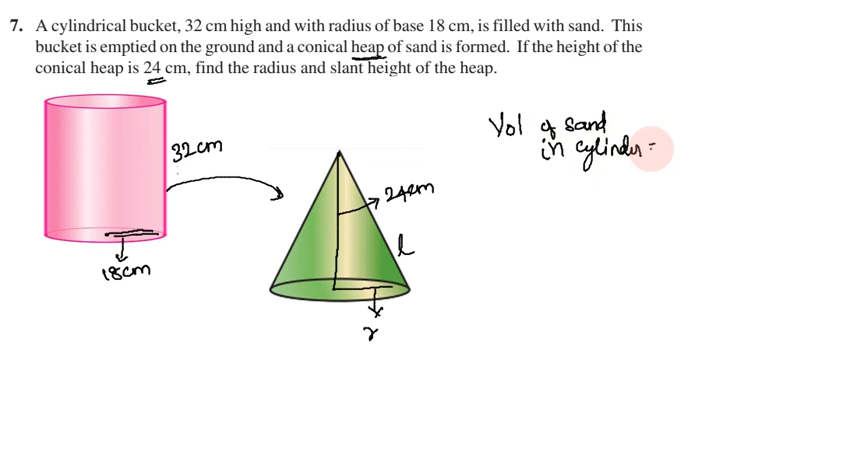 7. A cylindrical bucket, 32 cm high and with radius of base 18 cm, is filled with sand. This
bucket is emptied on the ground and a conical heap of sand is formed. If the height of the
conical heap is 24 cm, find the radius and slant height of the heap.
Vol of sand
in cylinder =
32cm
24cm
l
18cm
r